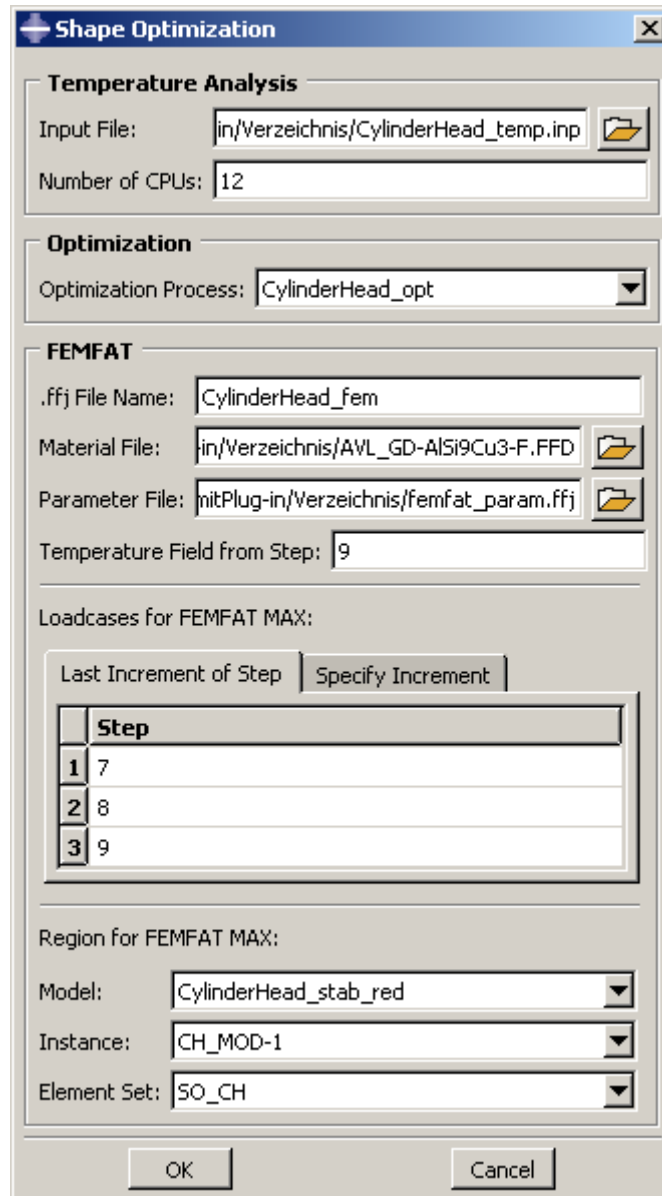 Shape Optimization
Temperature Analysis
Input File: in/Verzeichnis/CylinderHead_temp.inp
Number of CPUs: 12
Optimization
Optimization Process: CylinderHead_opt
FEMFAT
.ffj File Name: CylinderHead_fem
Material File: -in/Verzeichnis/AVL_GD-AlSi9Cu3-F.FFD
Parameter File: mitPlug-in/Verzeichnis/femfat_param.ffj
Temperature Field from Step: 9
Loadcases for FEMFAT MAX:
Last Increment of Step Specify Increment
Step
1 7
2 8
3 9
Region for FEMFAT MAX:
Model: CylinderHead_stab_red
Instance: CH_MOD-1
Element Set: SO_CH
OK Cancel